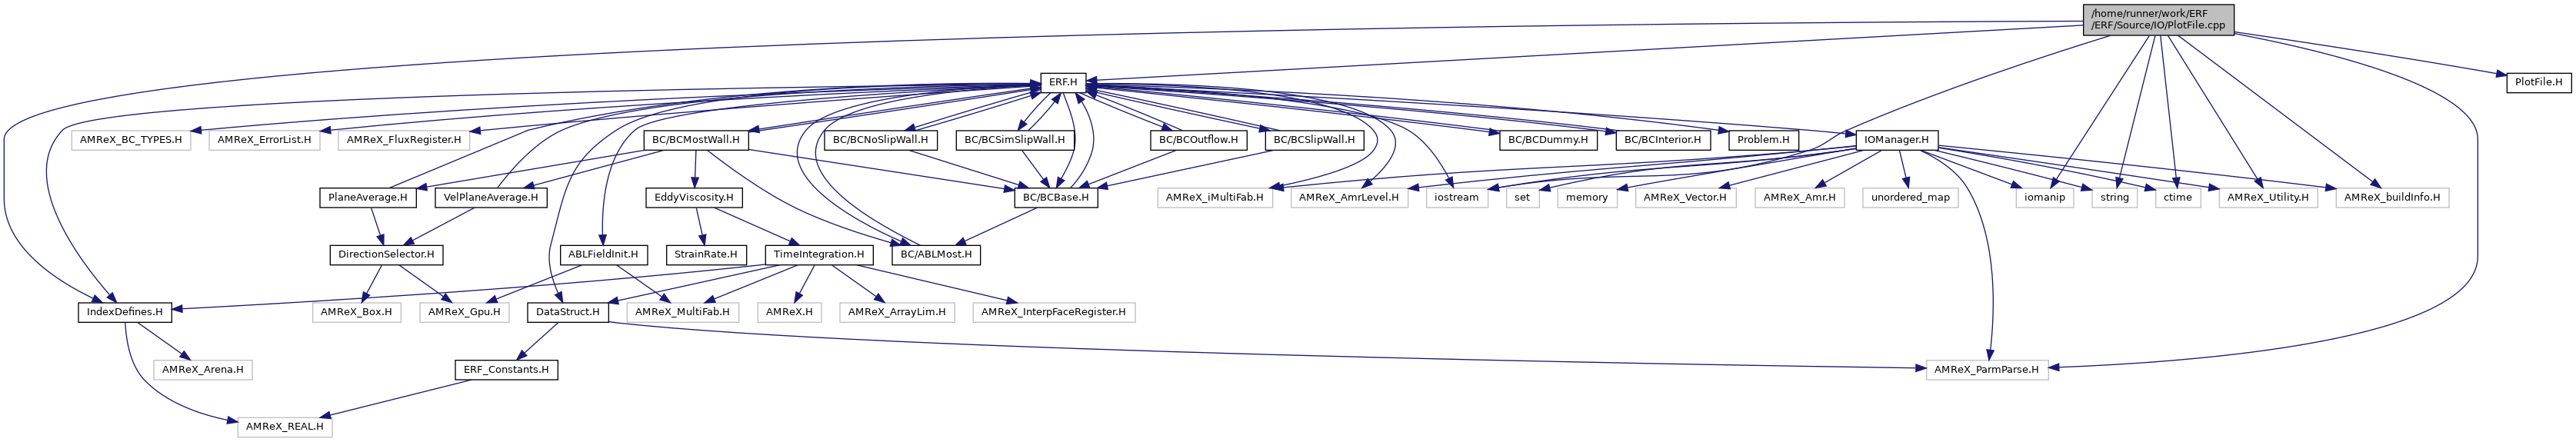 /home/runner/work/ERF
/ERF/Source/IO/PlotFile.cpp
ERF.H
PlotFile.H
AMReX_BC_TYPES.H
AMReX_ErrorList.H
AMReX_FluxRegister.H
BC/BCMostWall.H
BC/BCNoSlipWall.H
BC/BCSimSlipWall.H
BC/BCOutflow.H
BC/BCSlipWall.H
BC/BCDummy.H
BC/BCInterior.H
Problem.H
IOManager.H
PlaneAverage.H
VelPlaneAverage.H
EddyViscosity.H
BC/BCBase.H
AMReX_iMultiFab.H
AMReX_AmrLevel.H
iostream
set
memory
AMReX_Vector.H
AMReX_Amr.H
unordered_map
iomanip
string
ctime
AMReX_Utility.H
AMReX_buildInfo.H
DirectionSelector.H
ABLFieldInit.H
StrainRate.H
TimeIntegration.H
BC/ABLMost.H
IndexDefines.H
AMReX_Box.H
AMReX_Gpu.H
DataStruct.H
AMReX_MultiFab.H
AMReX.H
AMReX_ArrayLim.H
AMReX_InterpFaceRegister.H
AMReX_Arena.H
ERF_Constants.H
AMReX_ParmParse.H
AMReX_REAL.H